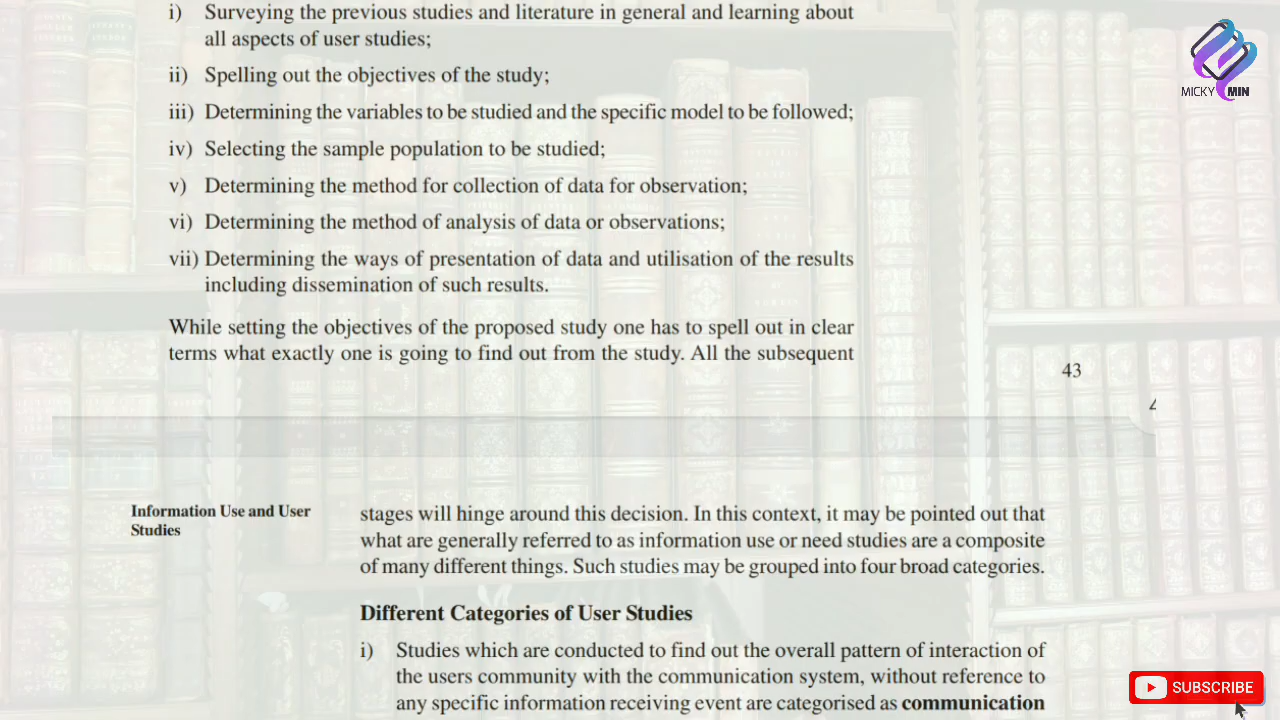 i) Surveying the previous studies and literature in general and learning about
all aspects of user studies;
ii) Spelling out the objectives of the study;
iii) Determining the variables to be studied and the specific model to be followed;
iv) Selecting the sample population to be studied;
v) Determining the method for collection of data for observation;
vi) Determining the method of analysis of data or observations;
vii) Determining the ways of presentation of data and utilisation of the results
including dissemination of such results.
While setting the objectives of the proposed study one has to spell out in clear
terms what exactly one is going to find out from the study. All the subsequent
43
Information Use and User
Studies
stages will hinge around this decision. In this context, it may be pointed out that
what are generally referred to as information use or need studies are a composite
of many different things. Such studies may be grouped into four broad categories.
Different Categories of User Studies
i) Studies which are conducted to find out the overall pattern of interaction of
the users community with the communication system, without reference to
any specific information receiving event are categorised as communication
MICKY MIN
SUBSCRIBE